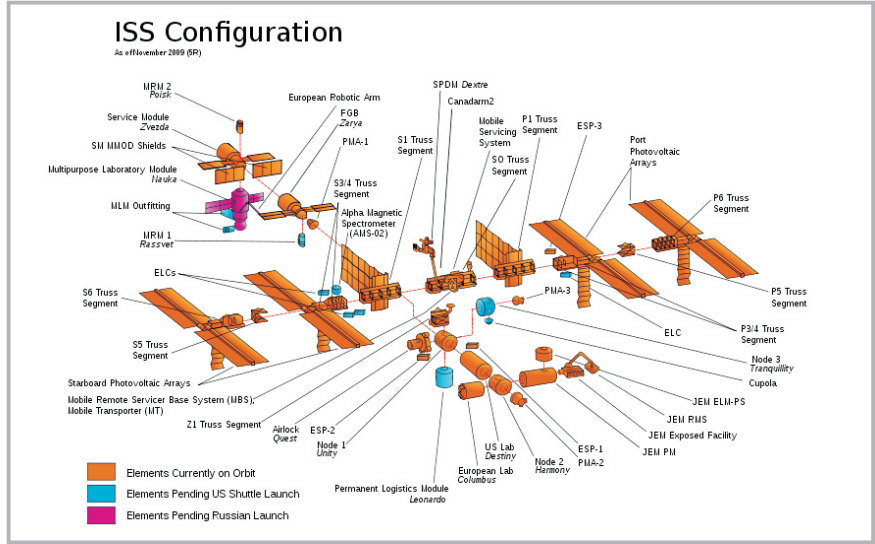 ISS Configuration
As of November 2009 (5R)
MRM 2
Poisk
Service Module
Zvezda
SM MMOD Shields
Multipurpose Laboratory Module
Nauka
MLM Outfitting
MRM 1
Rassvet
European Robotic Arm
FGB
Zarya
PMA-1
S3/4 Truss
Segment
Alpha Magnetic
Spectrometer
(AMS-02)
S1 Truss
Segment
SPDM Dextre
Canadarm2
Mobile
Servicing
System
S0 Truss
Segment
P1 Truss
Segment
ESP-3
Port
Photovoltaic
Arrays
P6 Truss
Segment
ELCs
S6 Truss
Segment
S5 Truss
Segment
Starboard Photovoltaic Arrays
Mobile Remote Servicer Base System (MBS),
Mobile Transporter (MT)
Z1 Truss Segment
Airlock
Quest
ESP-2
Node 1
Unity
PMA-3
P5 Truss
Segment
ELC
P3/4 Truss
Segment
Node 3
Tranquility
Cupola
JEM ELM-PS
JEM RMS
JEM Exposed Facility
JEM PM
ESP-1
PMA-2
Node 2
Harmony
US Lab
Destiny
European Lab
Columbus
Permanent Logistics Module
Leonardo
Elements Currently on Orbit
Elements Pending US Shuttle Launch
Elements Pending Russian Launch